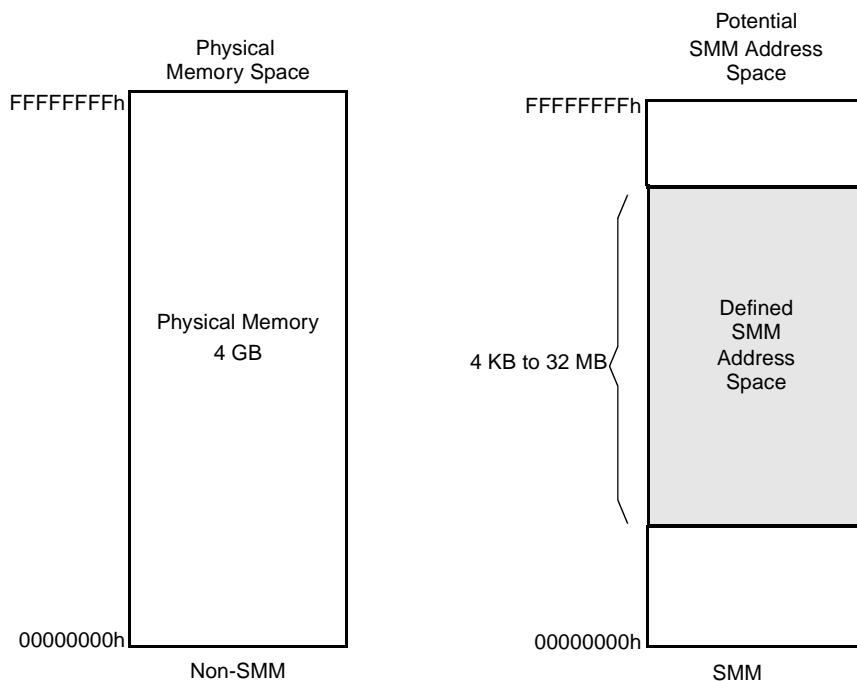 Physical
Memory Space
FFFFFFFFh
Physical Memory
4 GB
00000000h
Non-SMM
Potential
SMM Address
Space
FFFFFFFFh
4 KB to 32 MB
Defined
SMM
Address
Space
00000000h
SMM